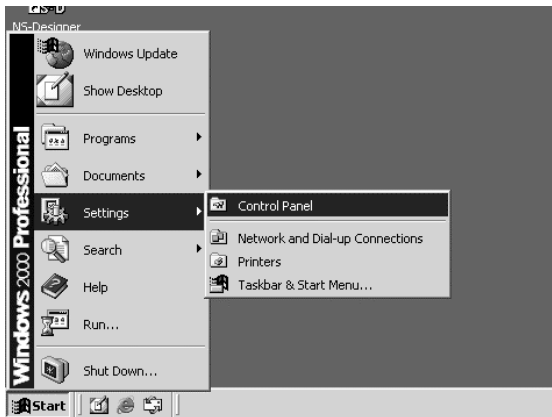 NS-D
NS-Designer
Windows Update
Show Desktop
Programs
Documents
Settings
Search
Help
Run...
Shut Down...
Windows 2000 Professional
Control Panel
Network and Dial-up Connections
Printers
Taskbar & Start Menu...
Start